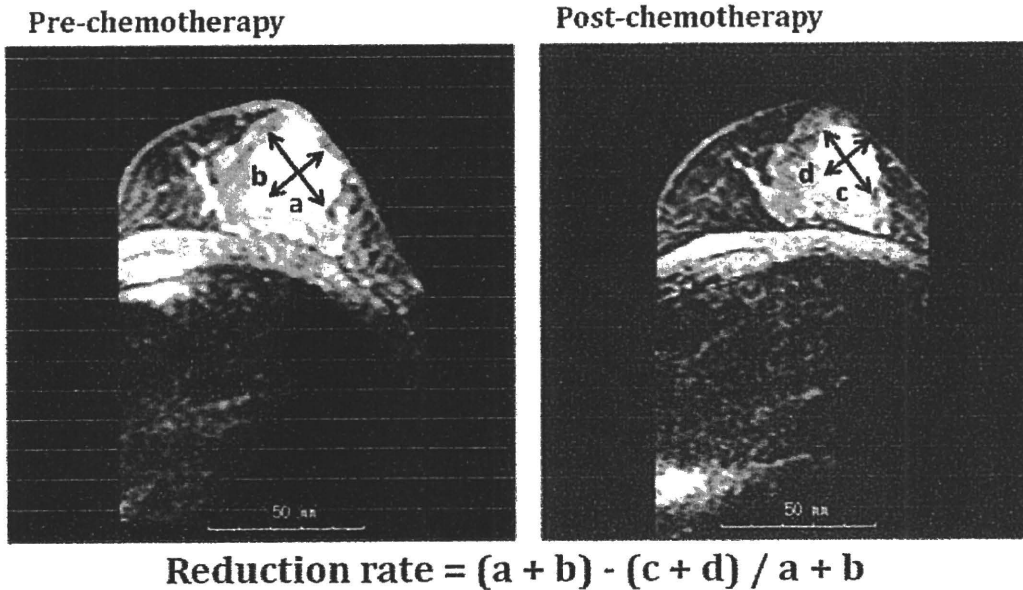 Pre-chemotherapy
Post-chemotherapy
b
a
d
c
50 mm
50 mm
Reduction rate = (a + b) - (c + d) / a + b